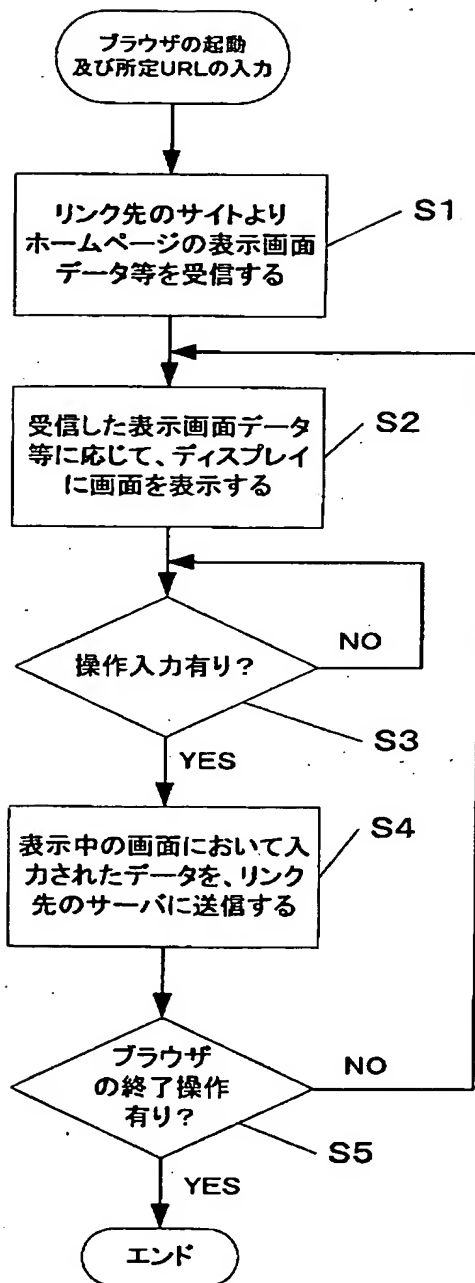 ブラウザの起動
及び所定URLの入力
リンク先のサイトより
ホームページの表示画面
データ等を受信する
S1
受信した表示画面データ
等に応じて、ディスプレイ
に画面を表示する
S2
操作入力有り？
NO
S3
YES
表示中の画面において入
力されたデータを、リンク
先のサーバに送信する
S4
ブラウザ
の終了操作
有り？
NO
S5
YES
エンド